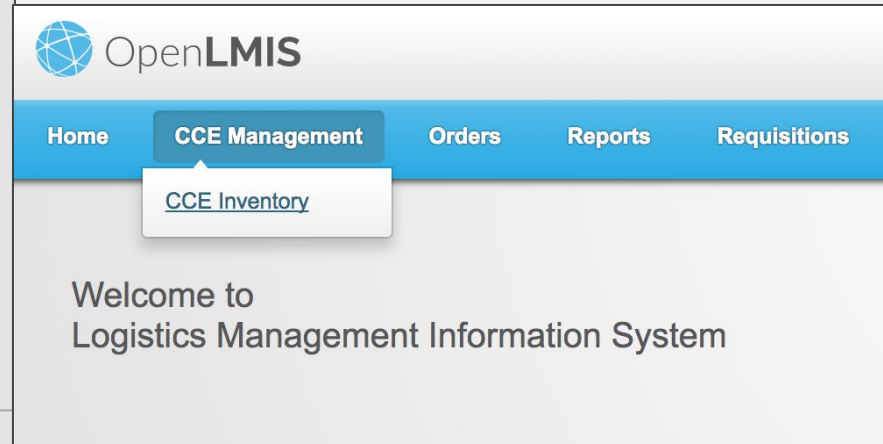 OpenLMIS
Home CCE Management Orders Reports Requisitions
CCE Inventory
Welcome to
Logistics Management Information System